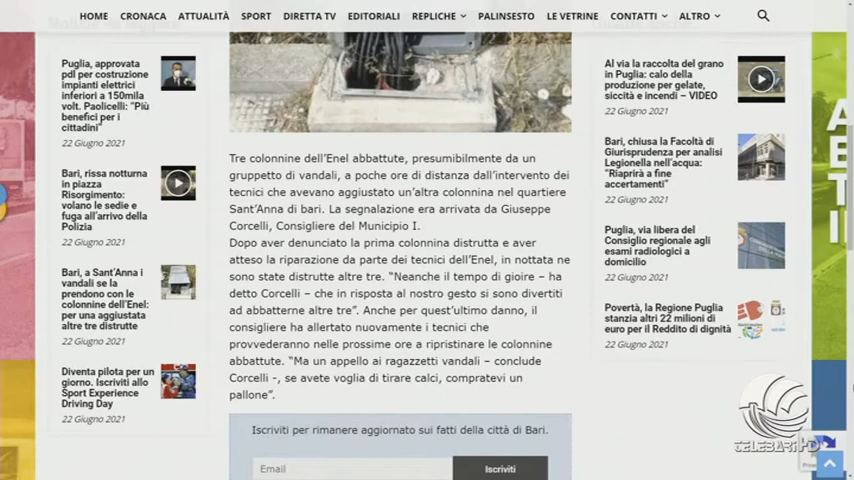 HOME CRONACA ATTUALITÀ SPORT DIRETTA TV EDITORIALI REPLICHE PALINSESTO LE VETRINE CONTATTI ALTRO
Puglia, approvata
pdl per costruzione
impianti elettrici
inferiori a 150mila
volt. Paolicelli: “Più
benefici per i
cittadini”
22 Giugno 2021
Bari, rissa notturna
in piazza
Risorgimento:
volano le sedie e
fuga all’arrivo della
Polizia
22 Giugno 2021
Bari, a Sant’Anna i
vandali se la
prendono con le
colonnine dell’Enel:
per una aggiustata
altre tre distrutte
22 Giugno 2021
Diventa pilota per un
giorno. Iscriviti allo
Sport Experience
Driving Day
22 Giugno 2021
Tre colonnine dell’Enel abbattute, presumibilmente da un
gruppetto di vandali, a poche ore di distanza dall’intervento dei
tecnici che avevano aggiustato un’altra colonnina nel quartiere
Sant’Anna di bari. La segnalazione era arrivata da Giuseppe
Corcelli, Consigliere del Municipio I.
Dopo aver denunciato la prima colonnina distrutta e aver
atteso la riparazione da parte dei tecnici dell’Enel, in nottata ne
sono state distrutte altre tre. “Neanche il tempo di gioire – ha
detto Corcelli – che in risposta al nostro gesto si sono divertiti
ad abbatterne altre tre”. Anche per quest’ultimo danno, il
consigliere ha allertato nuovamente i tecnici che
provvederanno nelle prossime ore a ripristinare le colonnine
abbattute. “Ma un appello ai ragazzetti vandali – conclude
Corcelli -, se avete voglia di tirare calci, compratevi un
pallone”.
Iscriviti per rimanere aggiornato sui fatti della città di Bari.
Email
Iscriviti
Al via la raccolta del grano
in Puglia: calo della
produzione per gelate,
siccità e incendi – VIDEO
22 Giugno 2021
Bari, chiusa la Facoltà di
Giurisprudenza per analisi
Legionella nell’acqua:
“Riaprirà a fine
accertamenti”
22 Giugno 2021
Puglia, via libera del
Consiglio regionale agli
esami radiologici a
domicilio
22 Giugno 2021
Povertà, la Regione Puglia
stanzia altri 22 milioni di
euro per il Reddito di dignità
22 Giugno 2021
TELEBARI HD